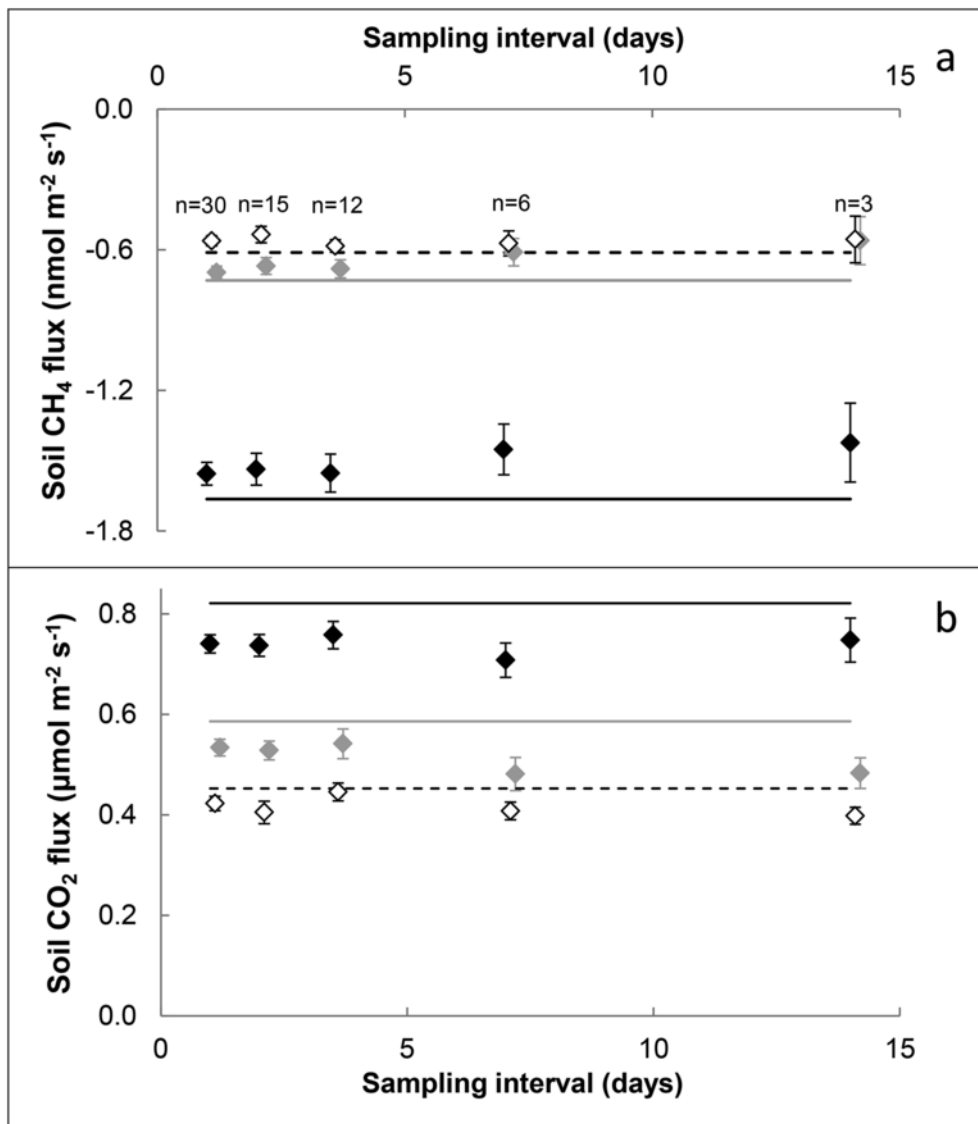 Sampling interval (days)
a
0 5 10 15
0.0
n=30 n=15 n=12 n=6 n=3
-0.6
-1.2
-1.8
Soil CH₄ flux (nmol m⁻² s⁻¹)
b
0.8
0.6
0.4
0.2
0.0
Soil CO₂ flux (µmol m⁻² s⁻¹)
0 5 10 15
Sampling interval (days)